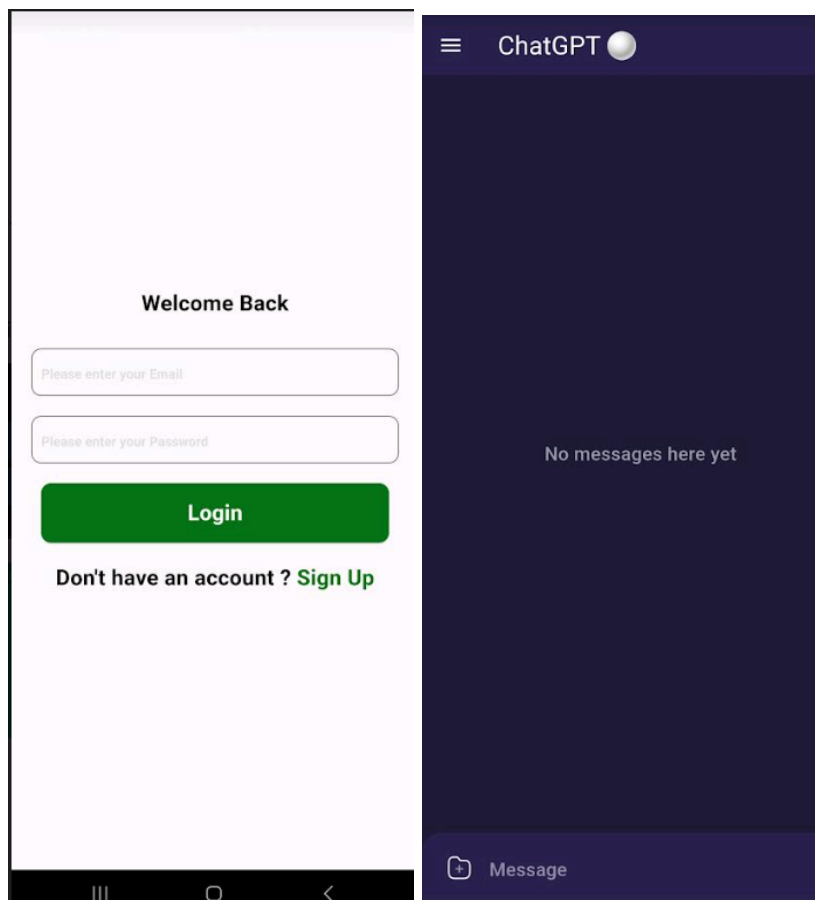 Welcome Back
Please enter your Email
Please enter your Password
Login
Don't have an account ? Sign Up
ChatGPT
No messages here yet
Message